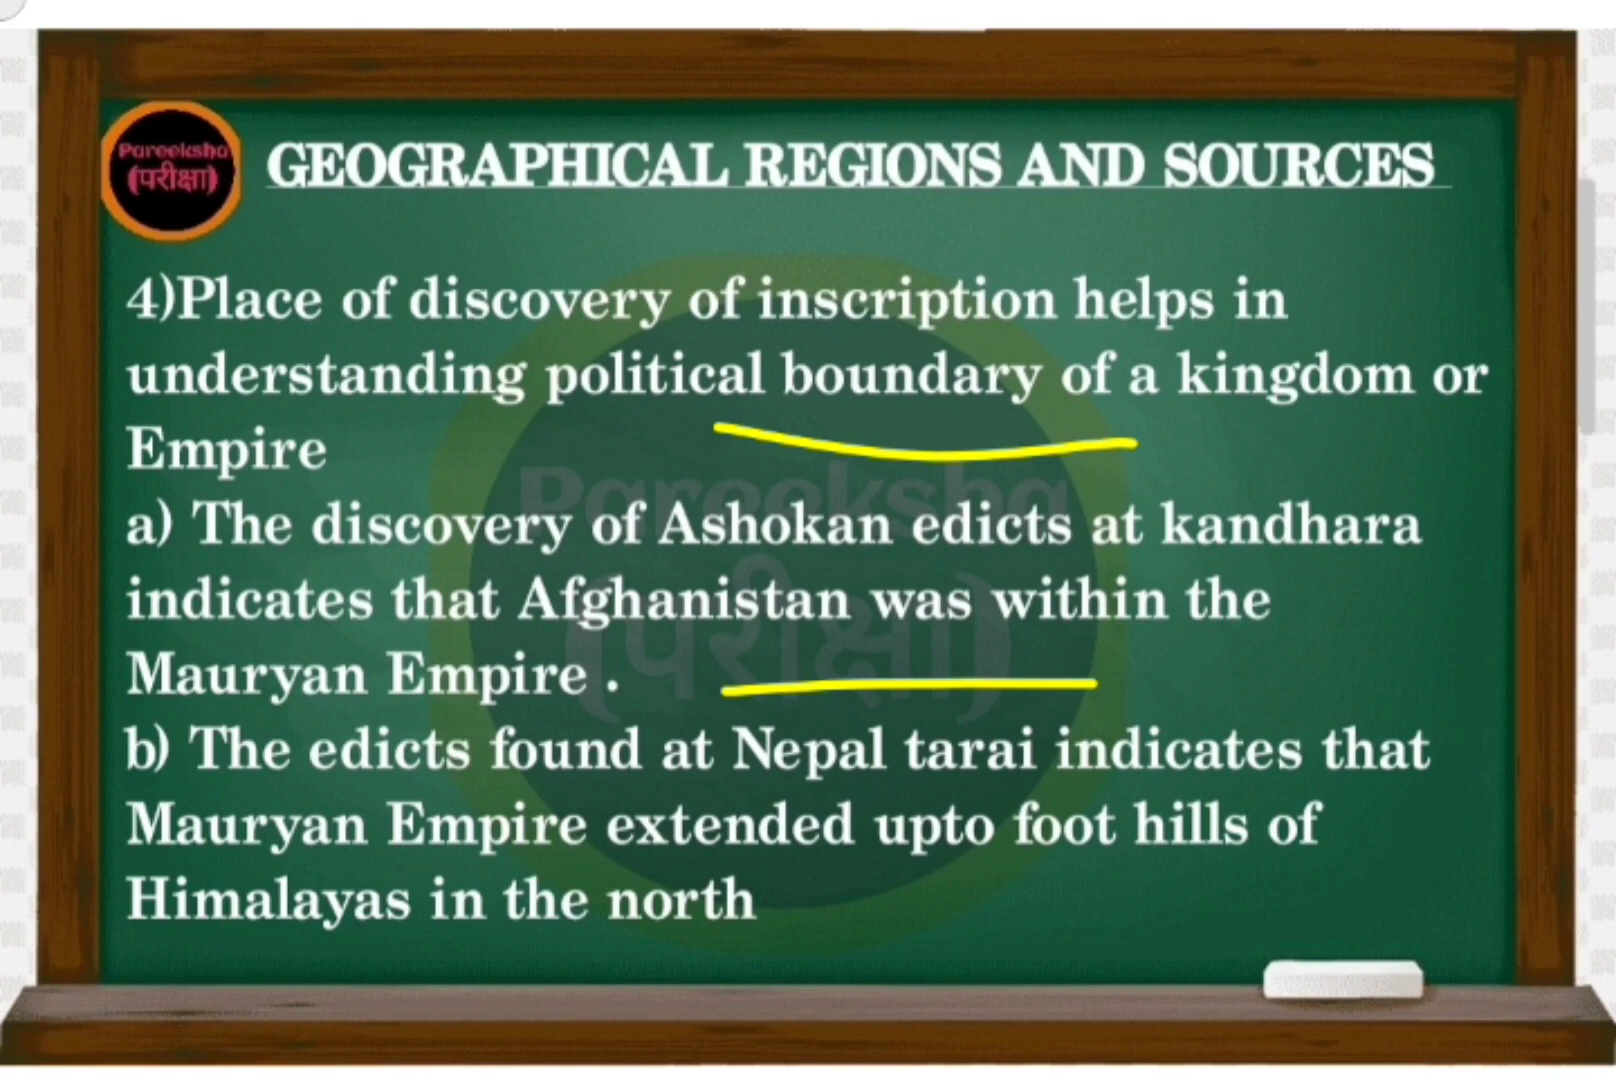 Pareeksha
(परीक्षा)
GEOGRAPHICAL REGIONS AND SOURCES
4)Place of discovery of inscription helps in
understanding political boundary of a kingdom or
Empire
a) The discovery of Ashokan edicts at kandhara
indicates that Afghanistan was within the
Mauryan Empire .
b) The edicts found at Nepal tarai indicates that
Mauryan Empire extended upto foot hills of
Himalayas in the north
Pareeksha
(परीक्षा)